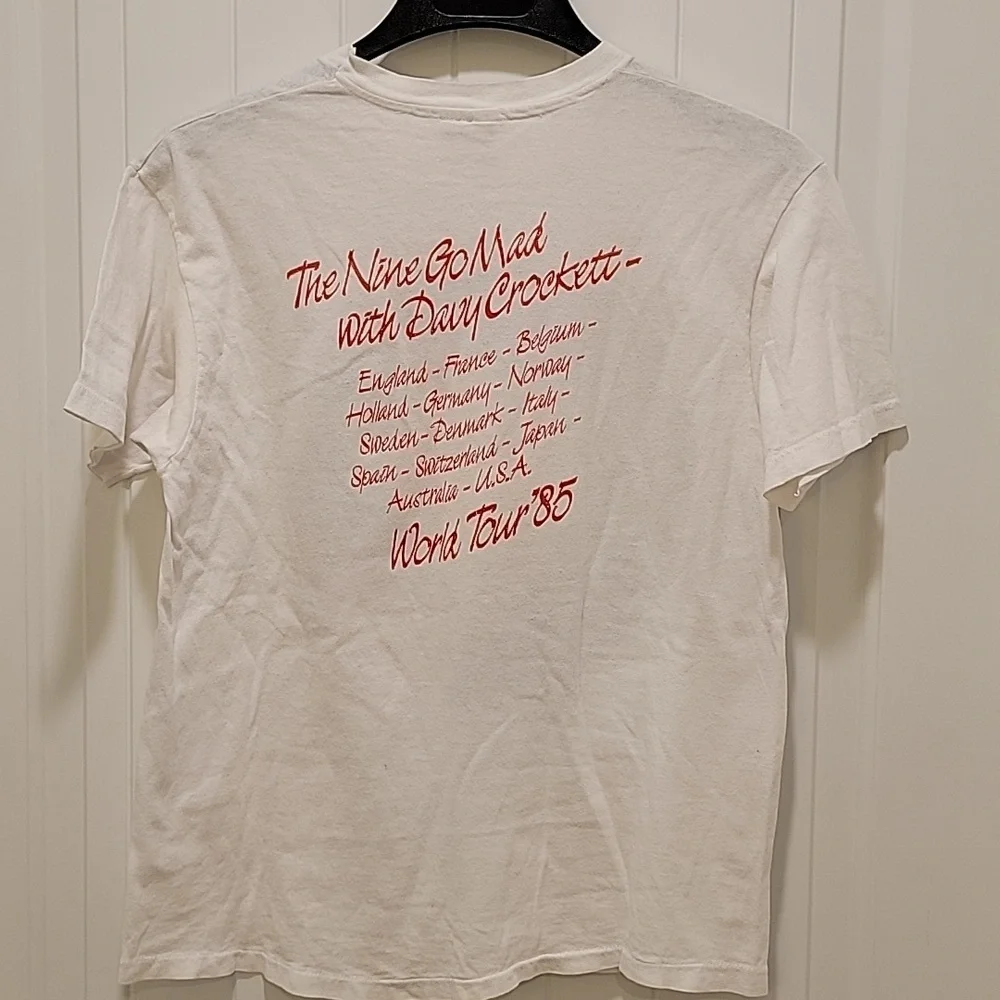 The Nine Go Mad
with Davy Crockett -
England - France - Belgium -
Holland - Germany - Norway -
Sweden - Denmark - Italy -
Spain - Switzerland - Japan -
Australia - U.S.A.
World Tour '85